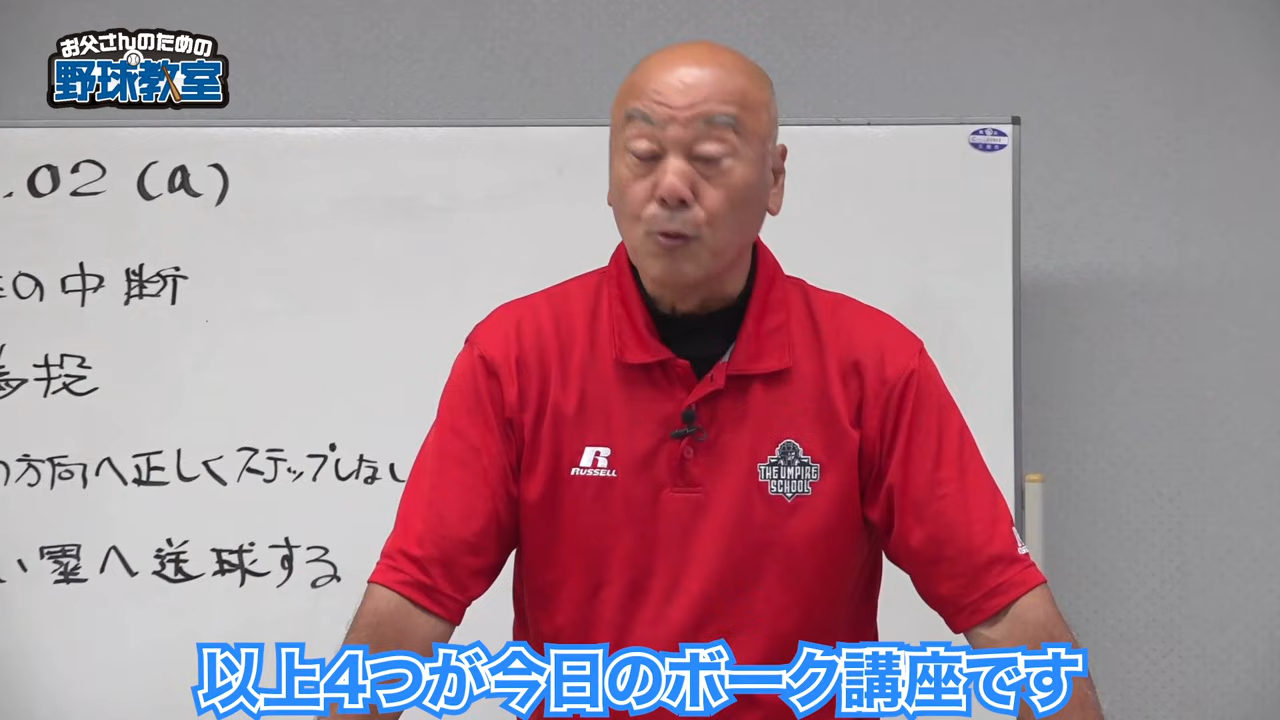 お父さんのための
野球教室
.02 (a)
の中断
投
方向へ正しくステップしない
い塁へ送球する
R
RUSSELL
THE UMPIRE
SCHOOL
以上4つが今日のボーク講座です